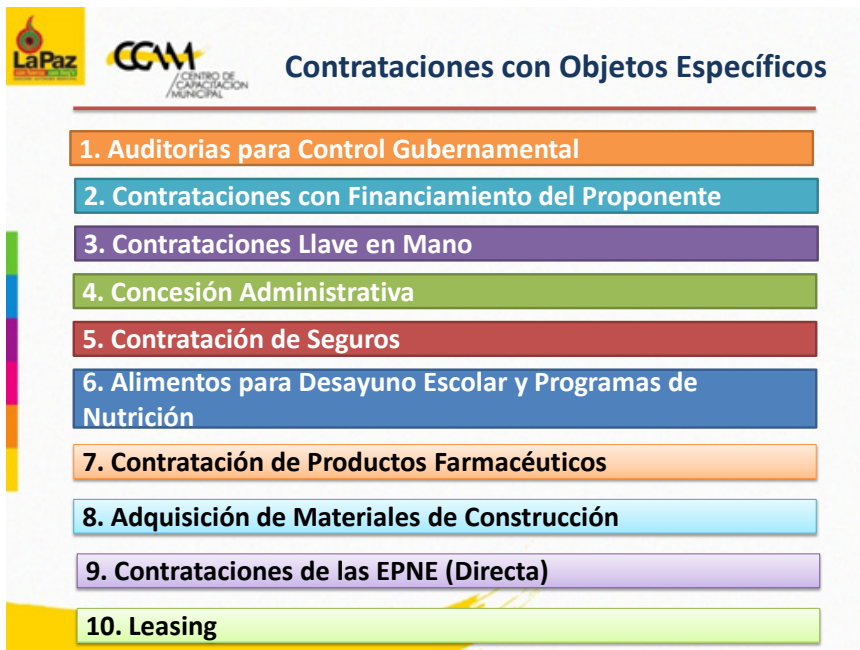 LaPaz
CCAM
CENTRO DE
CAPACITACION
MUNICIPAL
Contrataciones con Objetos Específicos
1. Auditorias para Control Gubernamental
2. Contrataciones con Financiamiento del Proponente
3. Contrataciones Llave en Mano
4. Concesión Administrativa
5. Contratación de Seguros
6. Alimentos para Desayuno Escolar y Programas de
Nutrición
7. Contratación de Productos Farmacéuticos
8. Adquisición de Materiales de Construcción
9. Contrataciones de las EPNE (Directa)
10. Leasing